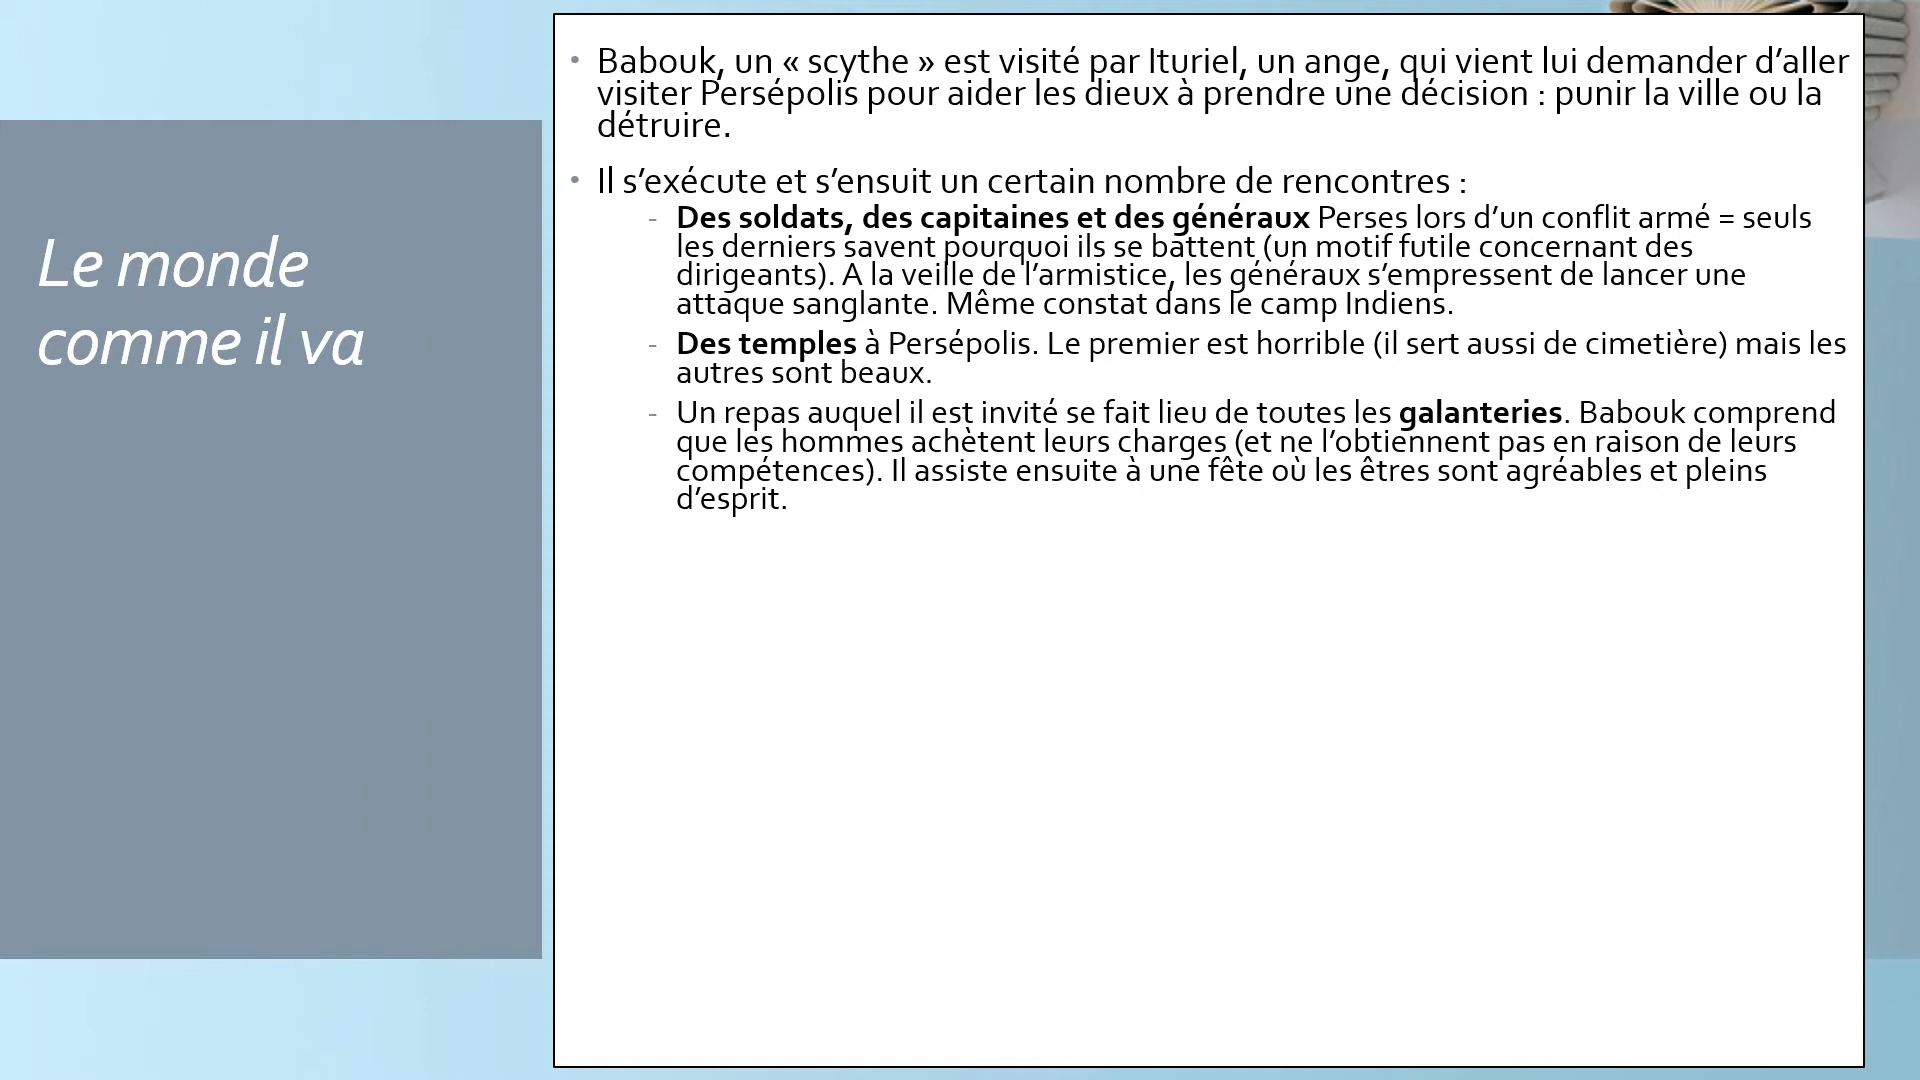 Le monde
comme il va
• Babouk, un « scythe » est visité par Ituriel, un ange, qui vient lui demander d’aller
visiter Persépolis pour aider les dieux à prendre une décision : punir la ville ou la
détruire.
• Il s’exécute et s’ensuit un certain nombre de rencontres :
- Des soldats, des capitaines et des généraux Perses lors d’un conflit armé = seuls
les derniers savent pourquoi ils se battent (un motif futile concernant des
dirigeants). A la veille de l’armistice, les généraux s’empressent de lancer une
attaque sanglante. Même constat dans le camp Indiens.
- Des temples à Persépolis. Le premier est horrible (il sert aussi de cimetière) mais les
autres sont beaux.
- Un repas auquel il est invité se fait lieu de toutes les galanteries. Babouk comprend
que les hommes achètent leurs charges (et ne l’obtiennent pas en raison de leurs
compétences). Il assiste ensuite à une fête où les êtres sont agréables et pleins
d’esprit.